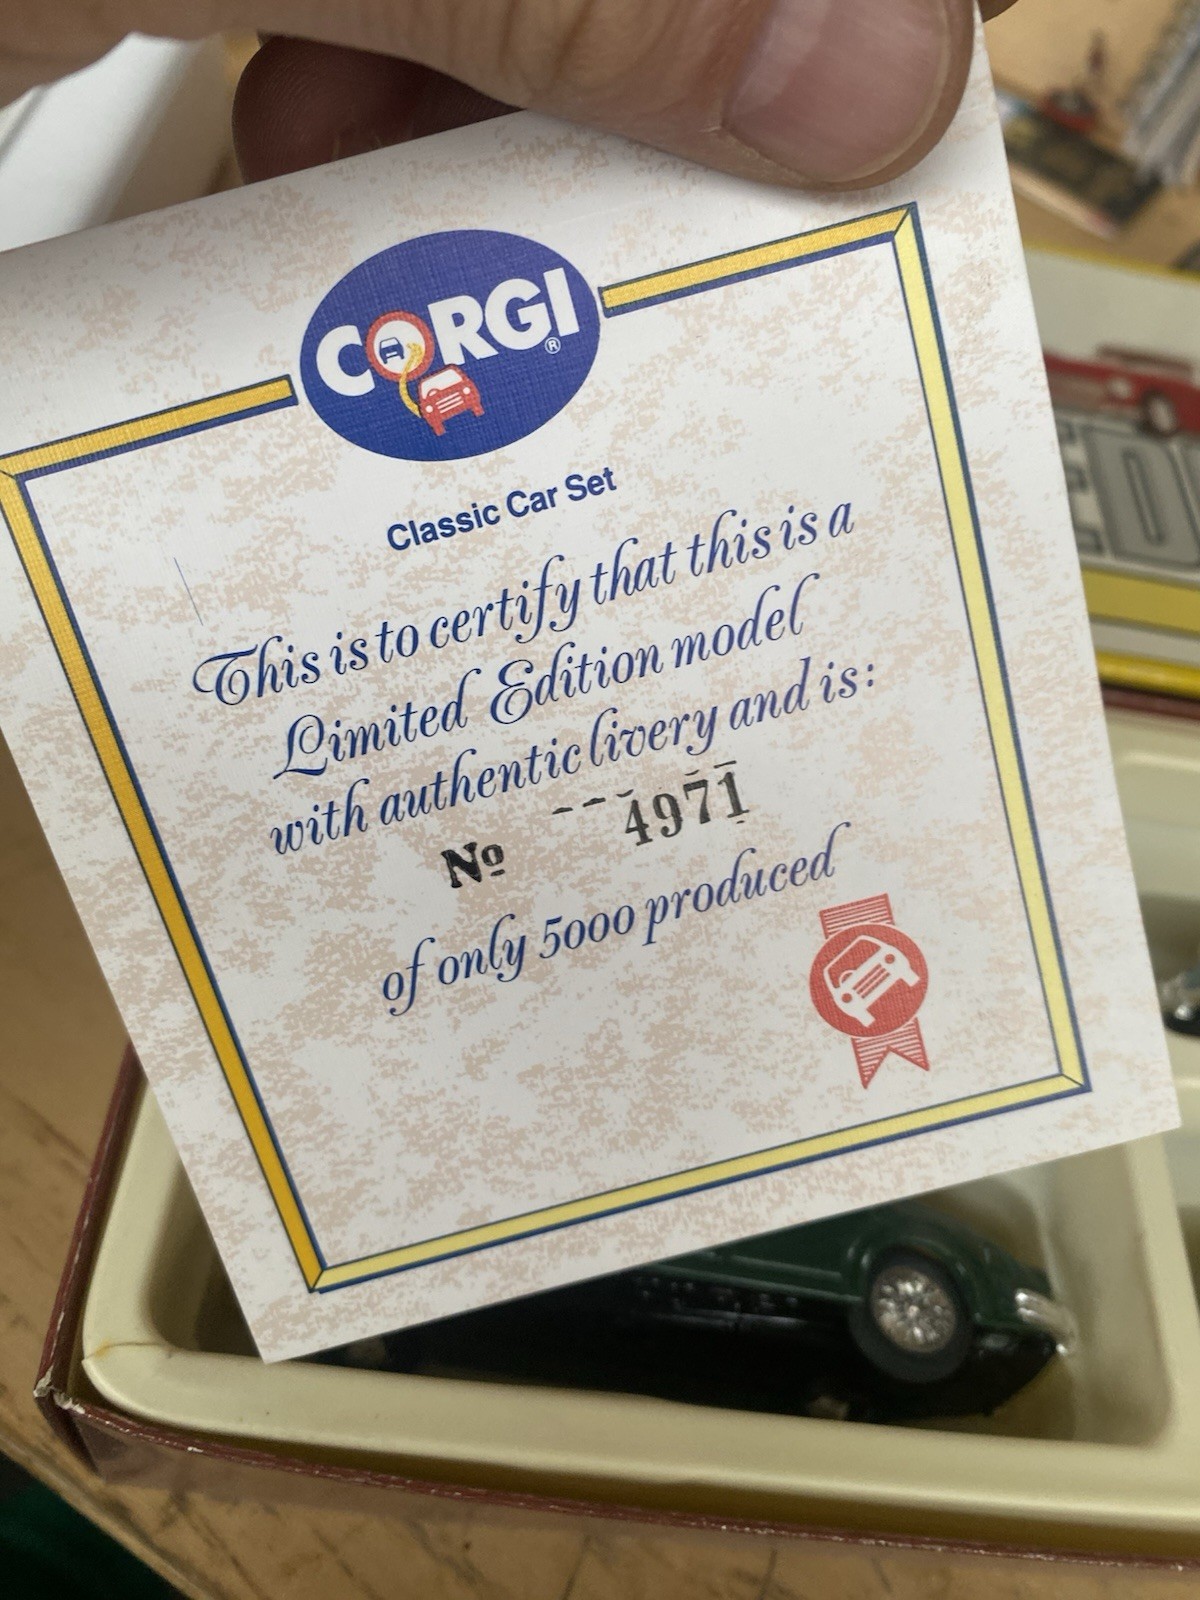 CORGI®
Classic Car Set
This is to certify that this is a
Limited Edition model
with authentic livery and is:
No ---4971
of only 5000 produced